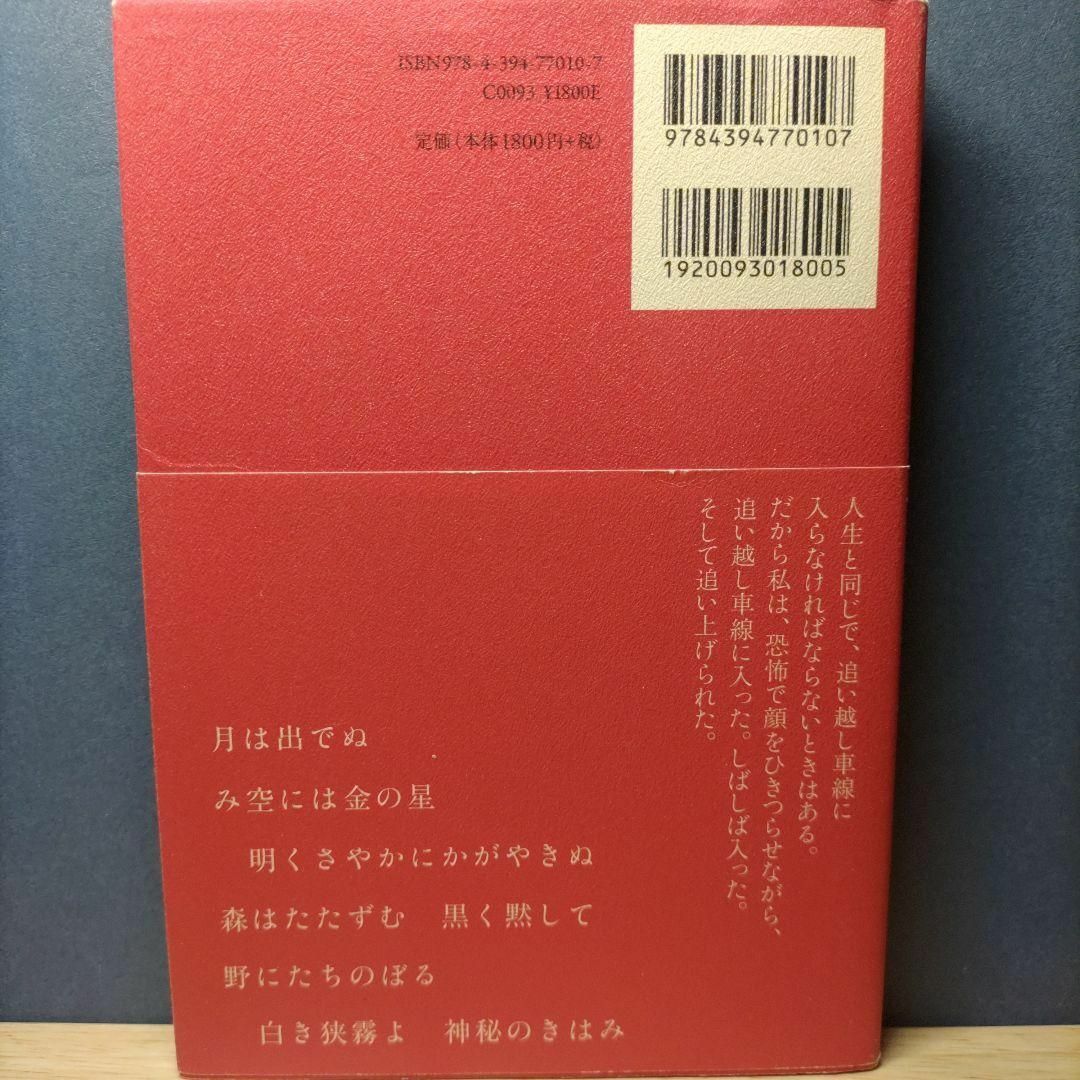 ISBN978-4-394-77010-7
C0093 ¥1800E
定価（本体1800円+税）
9784394770107
1920093018005
人生と同じで、追い越し車線に
入らなければならないときはある。
だから私は、恐怖で顔をひきつらせながら、
追い越し車線に入った。しばしば入った。
そして追い上げられた。
月は出でぬ
み空には金の星
明くさやかにかがやきぬ
森はたたずむ　黒く黙して
野にたちのぼる
白き狭霧よ　神秘のきはみ